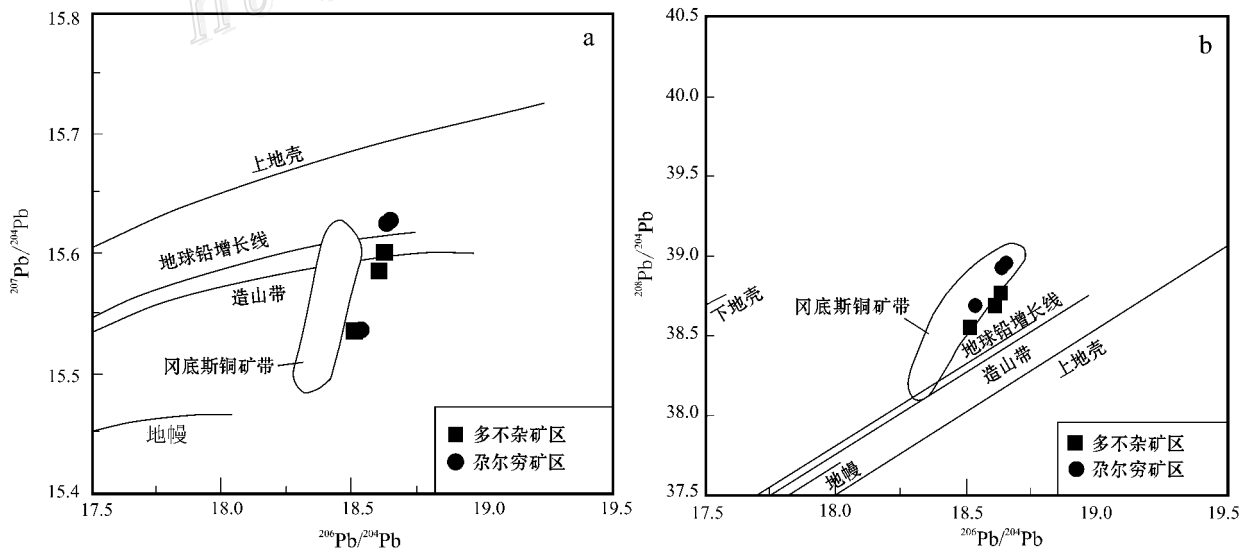 a
15.8
15.7
15.6
15.5
15.4
²⁰⁷Pb/²⁰⁴Pb
上地壳
地球铅增长线
造山带
冈底斯铜矿带
地幔
多不杂矿区
尕尔穷矿区
17.5 18.0 18.5 19.0 19.5
²⁰⁶Pb/²⁰⁴Pb
b
40.5
40.0
39.5
39.0
38.5
38.0
37.5
²⁰⁸Pb/²⁰⁴Pb
下地壳
冈底斯铜矿带
地球铅增长线
造山带
上地壳
地幔
多不杂矿区
尕尔穷矿区
17.5 18.0 18.5 19.0 19.5
²⁰⁶Pb/²⁰⁴Pb